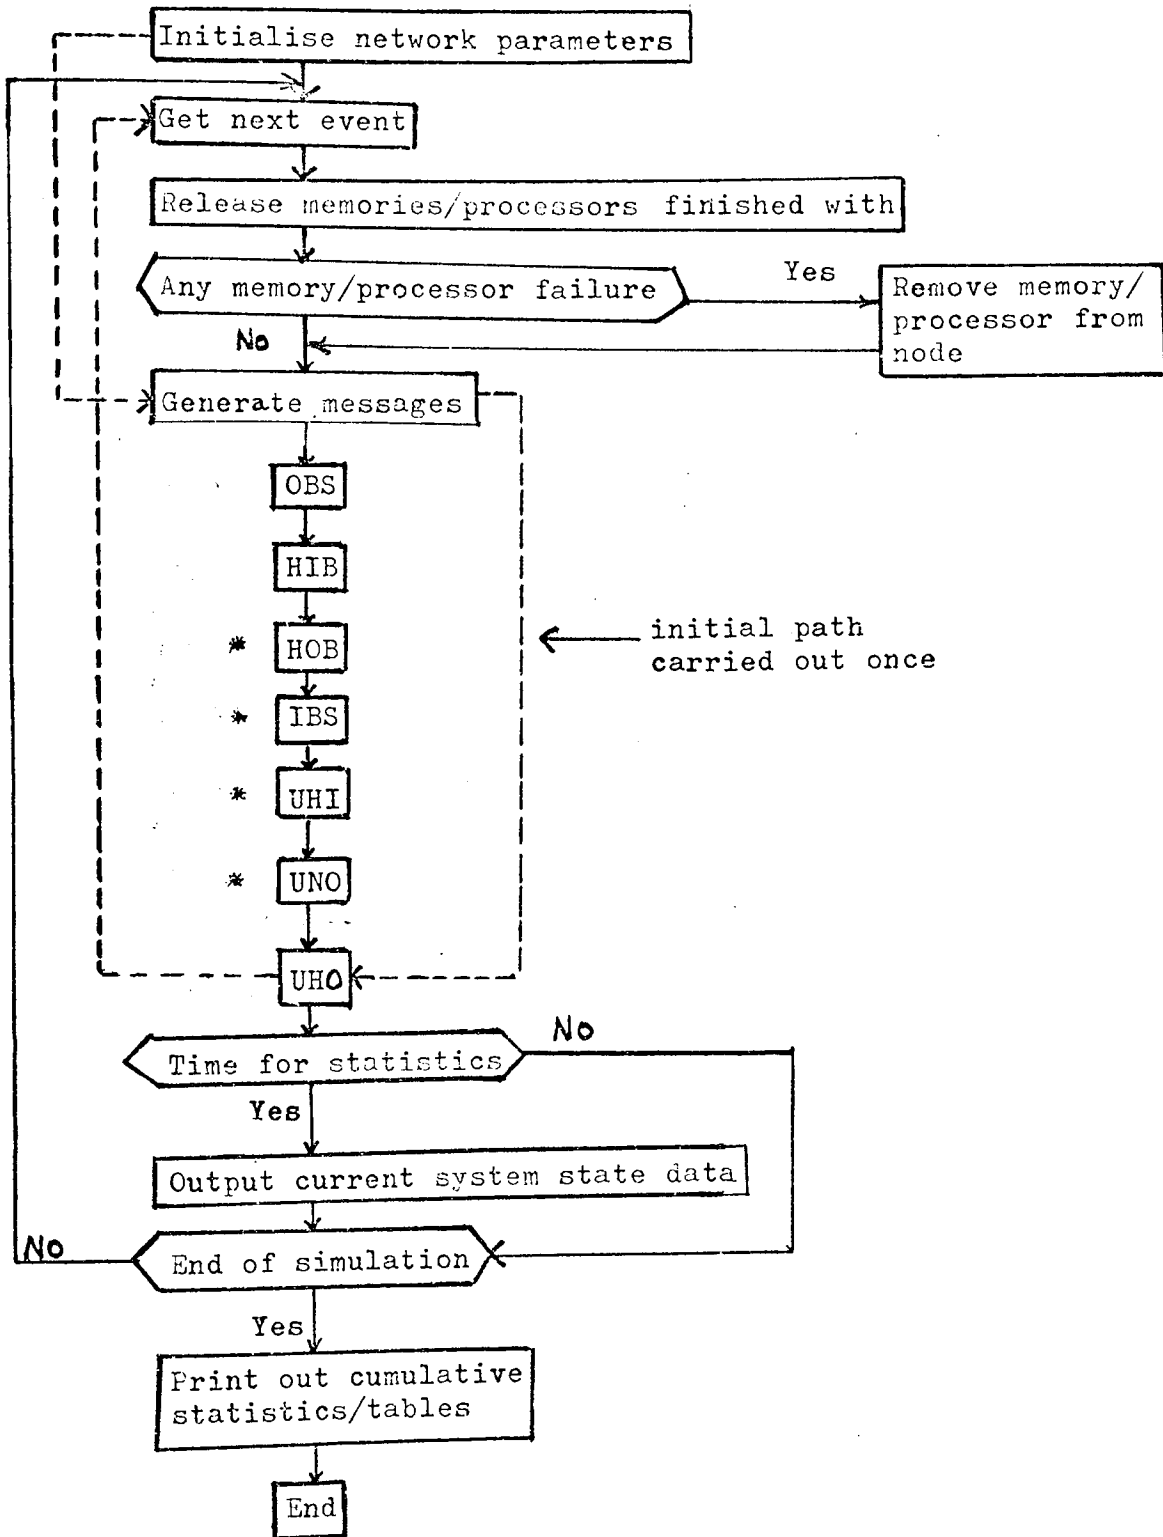 Initialise network parameters
Get next event
Release memories/processors finished with
Any memory/processor failure
Yes
Remove memory/
processor from
node
No
Generate messages
OBS
HIB
* HOB
initial path
carried out once
* IBS
* UHI
* UNO
UHO
No
Time for statistics
Yes
Output current system state data
No
End of simulation
Yes
Print out cumulative
statistics/tables
End